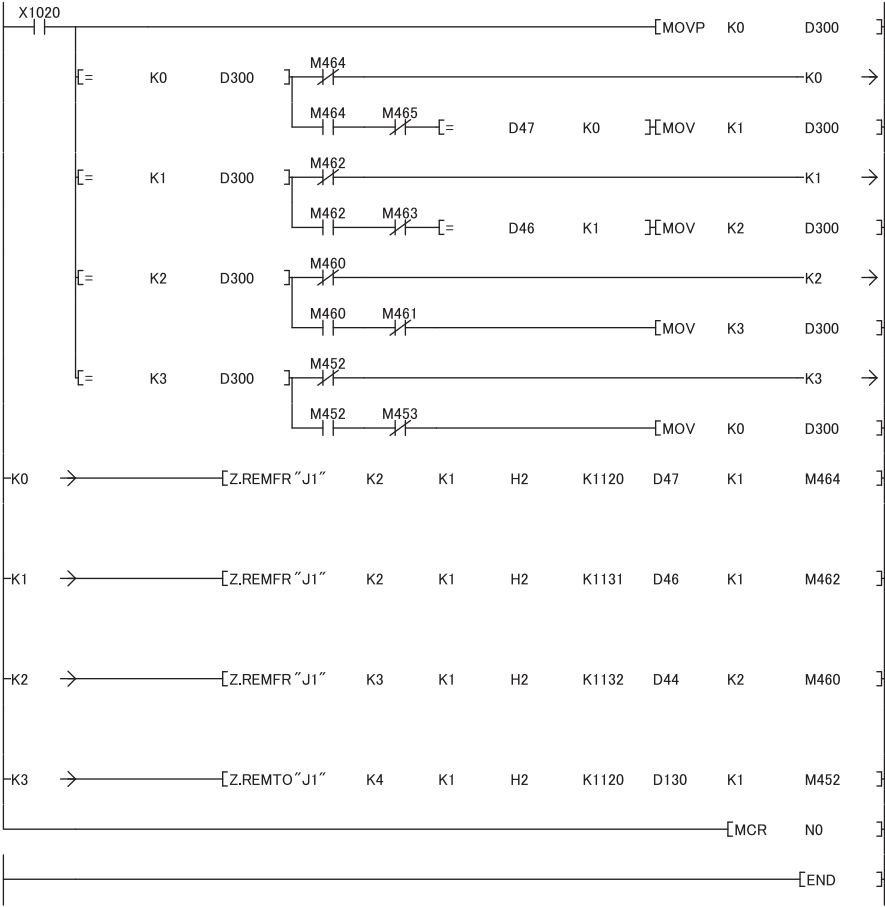 X1020
MOVP K0 D300
M464
= K0 D300 K0
M464 M465
= D47 K0 MOV K1 D300
M462
= K1 D300 K1
M462 M463
= D46 K1 MOV K2 D300
M460
= K2 D300 K2
M460 M461
MOV K3 D300
M452
= K3 D300 K3
M452 M453
MOV K0 D300
K0 Z.REMFR "J1" K2 K1 H2 K1120 D47 K1 M464
K1 Z.REMFR "J1" K2 K1 H2 K1131 D46 K1 M462
K2 Z.REMFR "J1" K3 K1 H2 K1132 D44 K2 M460
K3 Z.REMTO "J1" K4 K1 H2 K1120 D130 K1 M452
MCR N0
END